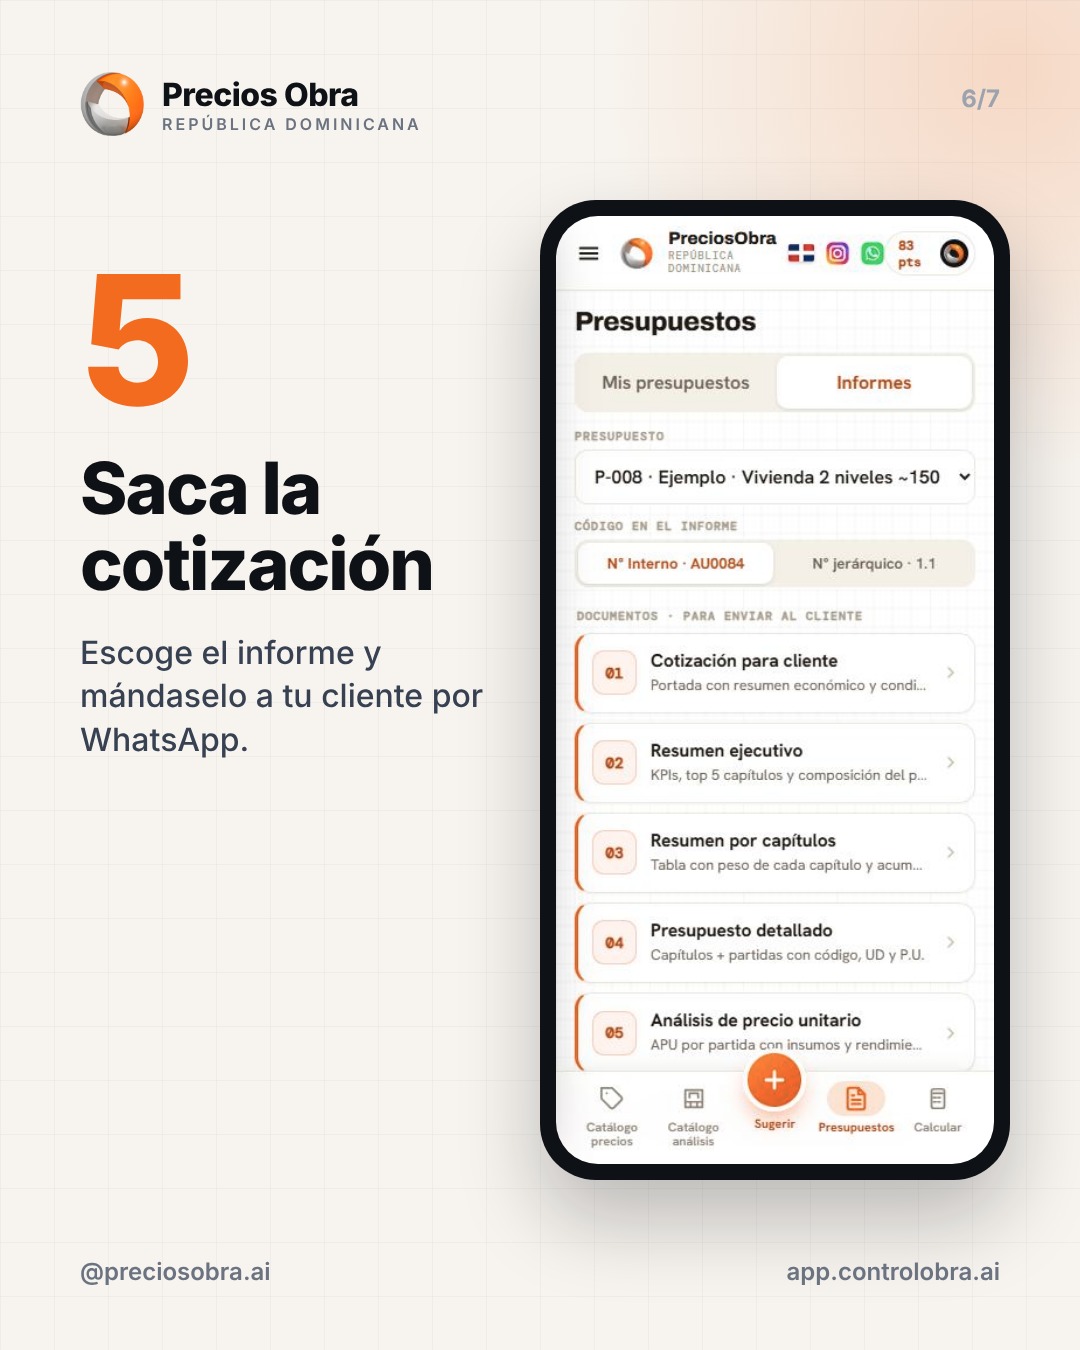 Precios Obra
REPÚBLICA DOMINICANA
6/7
5
Saca la
cotización
Escoge el informe y
mándaselo a tu cliente por
WhatsApp.
PreciosObra
REPÚBLICA
DOMINICANA
83
pts
Presupuestos
Mis presupuestos
Informes
PRESUPUESTO
P-008 · Ejemplo · Vivienda 2 niveles ~150
CÓDIGO EN EL INFORME
N° Interno · AU0084
N° jerárquico · 1.1
DOCUMENTOS · PARA ENVIAR AL CLIENTE
01
Cotización para cliente
Portada con resumen económico y condi...
02
Resumen ejecutivo
KPIs, top 5 capítulos y composición del p...
03
Resumen por capítulos
Tabla con peso de cada capítulo y acum...
04
Presupuesto detallado
Capítulos + partidas con código, UD y P.U.
05
Análisis de precio unitario
APU por partida con insumos y rendimie...
Catálogo
precios
Catálogo
análisis
Sugerir
Presupuestos
Calcular
@preciosobra.ai
app.controlobra.ai